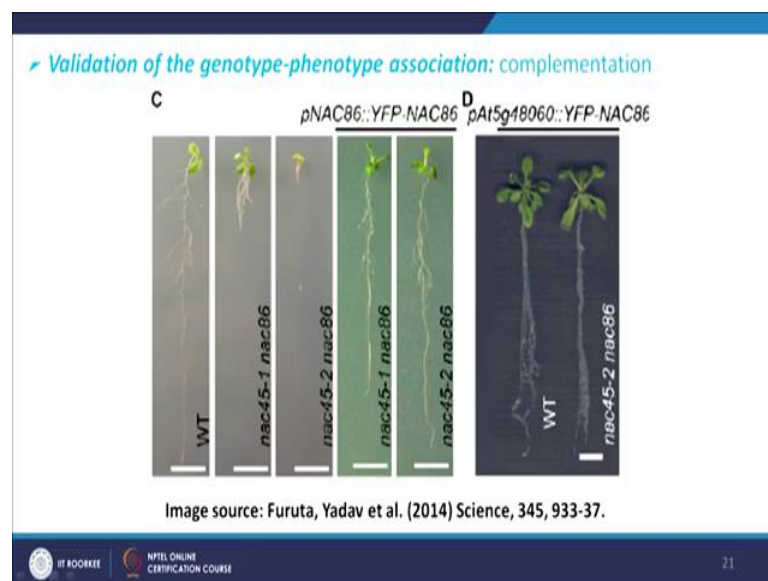 Validation of the genotype-phenotype association: complementation
C
pNAC86::YFP-NAC86
D
pAt5g48060::YFP-NAC86
WT
nac45-1 nac86
nac45-2 nac86
nac45-1 nac86
nac45-2 nac86
WT
nac45-2 nac86
Image source: Furuta, Yadav et al. (2014) Science, 345, 933-37.
IIT ROORKEE
NPTEL ONLINE
CERTIFICATION COURSE
21